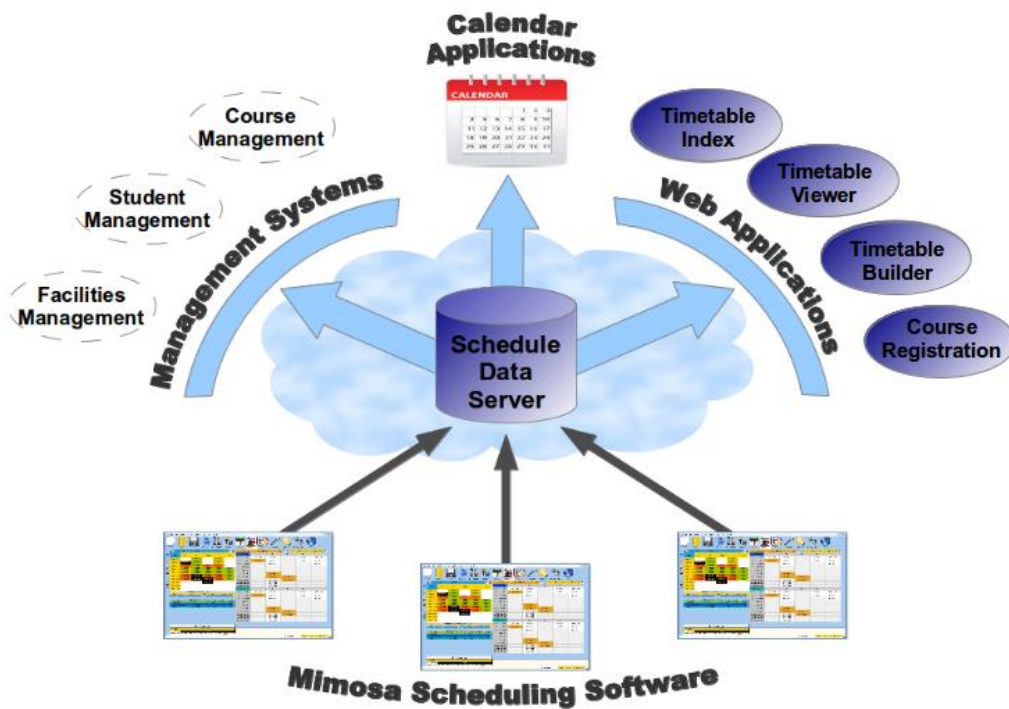 Calendar
Applications
CALENDAR
Course
Management
Student
Management
Facilities
Management
Management Systems
Timetable
Index
Timetable
Viewer
Timetable
Builder
Course
Registration
Web Applications
Schedule
Data
Server
Mimosa Scheduling Software